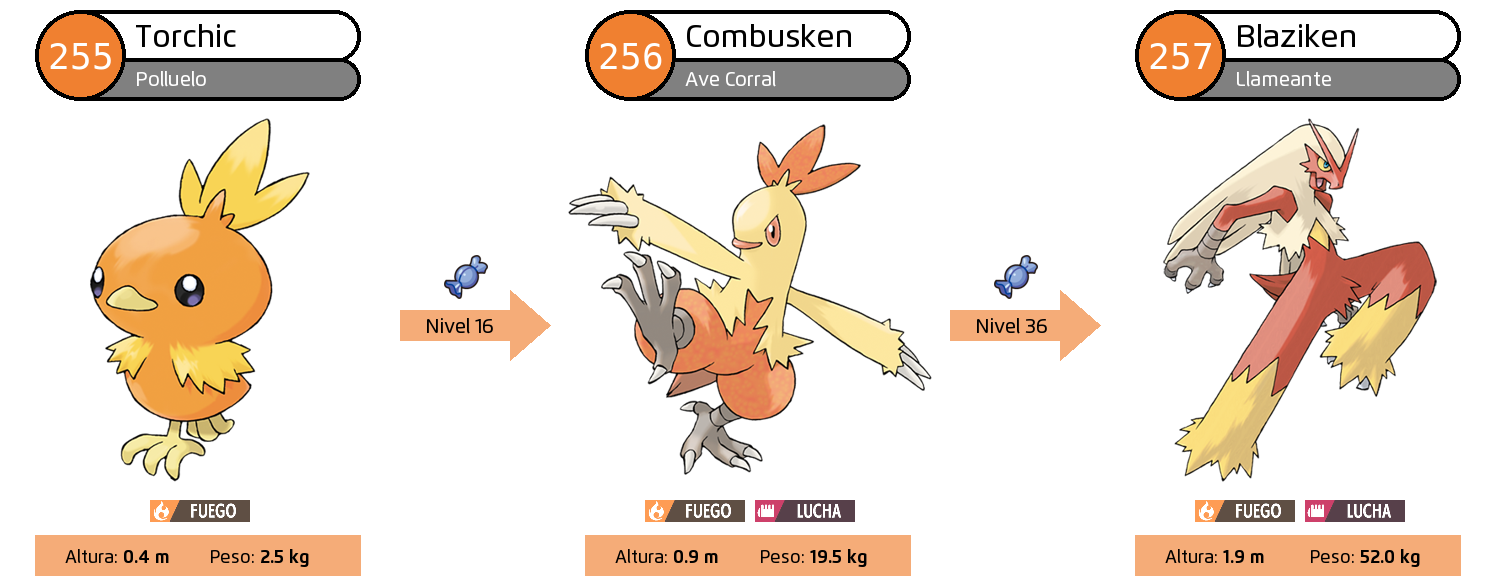 255
Torchic
Polluelo
256
Combusken
Ave Corral
257
Blaziken
Llameante
Nivel 16
Nivel 36
FUEGO
FUEGO
LUCHA
FUEGO
LUCHA
Altura: 0.4 m
Peso: 2.5 kg
Altura: 0.9 m
Peso: 19.5 kg
Altura: 1.9 m
Peso: 52.0 kg